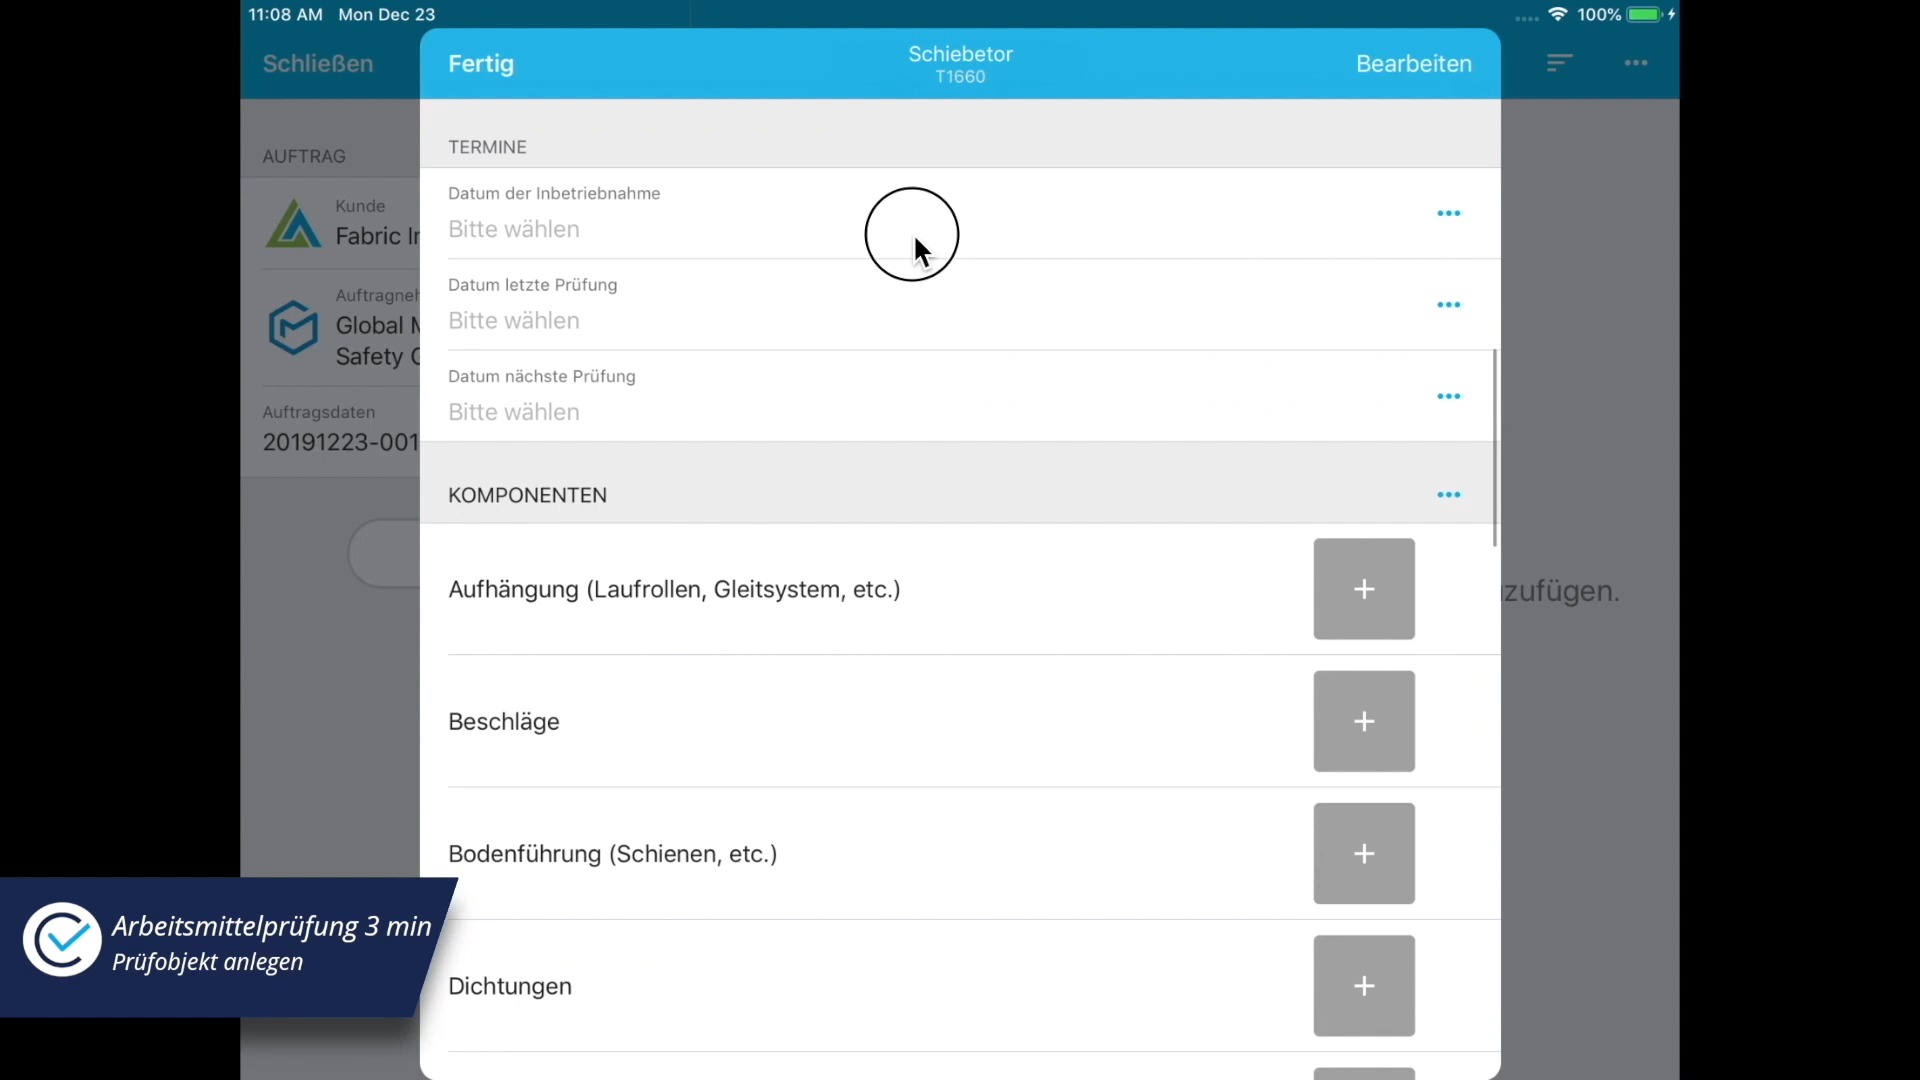 11:08 AM Mon Dec 23
100%
Schließen
Fertig
Schiebetor
T1660
Bearbeiten
AUFTRAG
Kunde
Fabric
Auftragneh
Global
Safety
Auftragsdaten
20191223-001
TERMINE
Datum der Inbetriebnahme
Bitte wählen
Datum letzte Prüfung
Bitte wählen
Datum nächste Prüfung
Bitte wählen
KOMPONENTEN
Aufhängung (Laufrollen, Gleitsystem, etc.)
Beschläge
Bodenführung (Schienen, etc.)
Dichtungen
zufügen.
Arbeitsmittelprüfung 3 min
Prüfobjekt anlegen